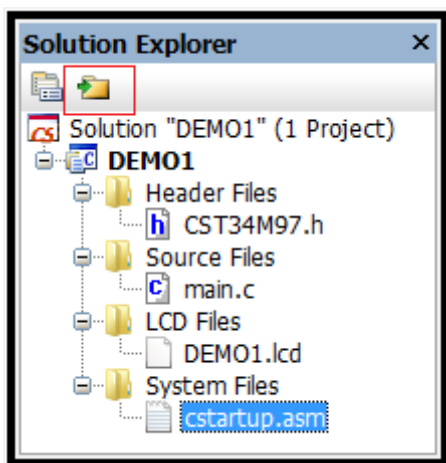 Solution Explorer
Solution "DEMO1" (1 Project)
DEMO1
Header Files
CST34M97.h
Source Files
main.c
LCD Files
DEMO1.lcd
System Files
cstartup.asm